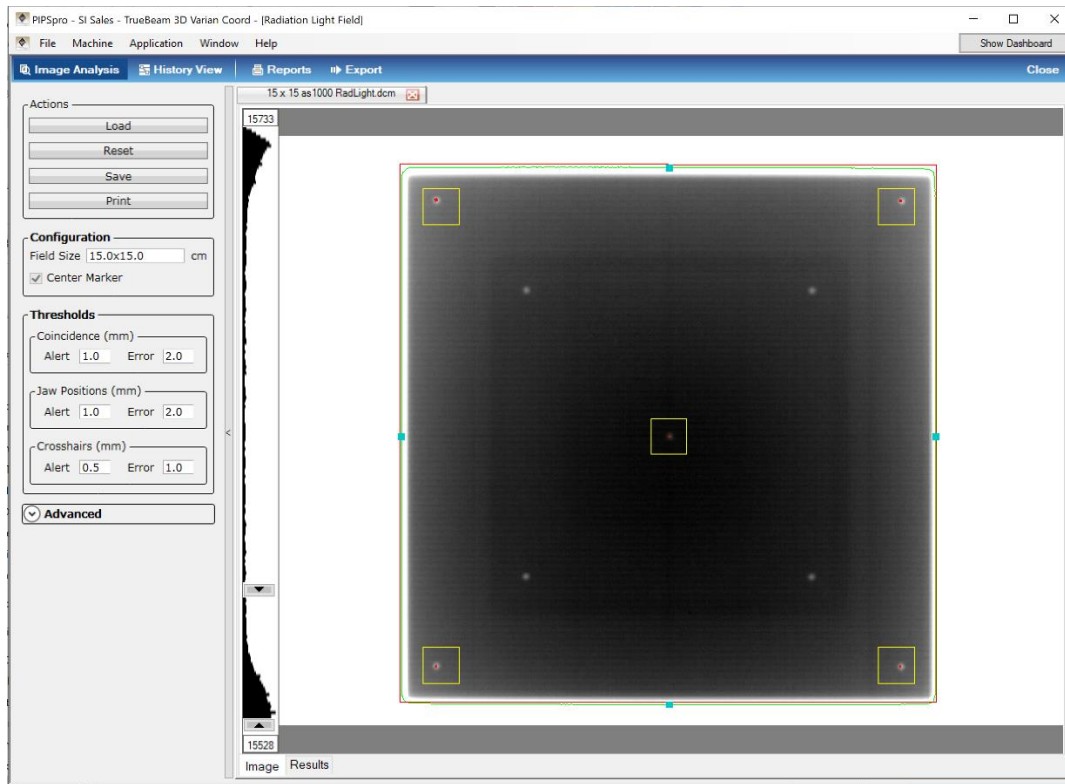 PIPSpro - SI Sales - TrueBeam 3D Varian Coord - [Radiation Light Field]
File Machine Application Window Help
Show Dashboard
Image Analysis History View Reports Export Close
15 x 15 as1000 RadLight.dcm
Actions
Load
Reset
Save
Print
Configuration
Field Size 15.0x15.0 cm
Center Marker
Thresholds
Coincidence (mm)
Alert 1.0 Error 2.0
Jaw Positions (mm)
Alert 1.0 Error 2.0
Crosshairs (mm)
Alert 0.5 Error 1.0
Advanced
<
15733
15528
Image Results